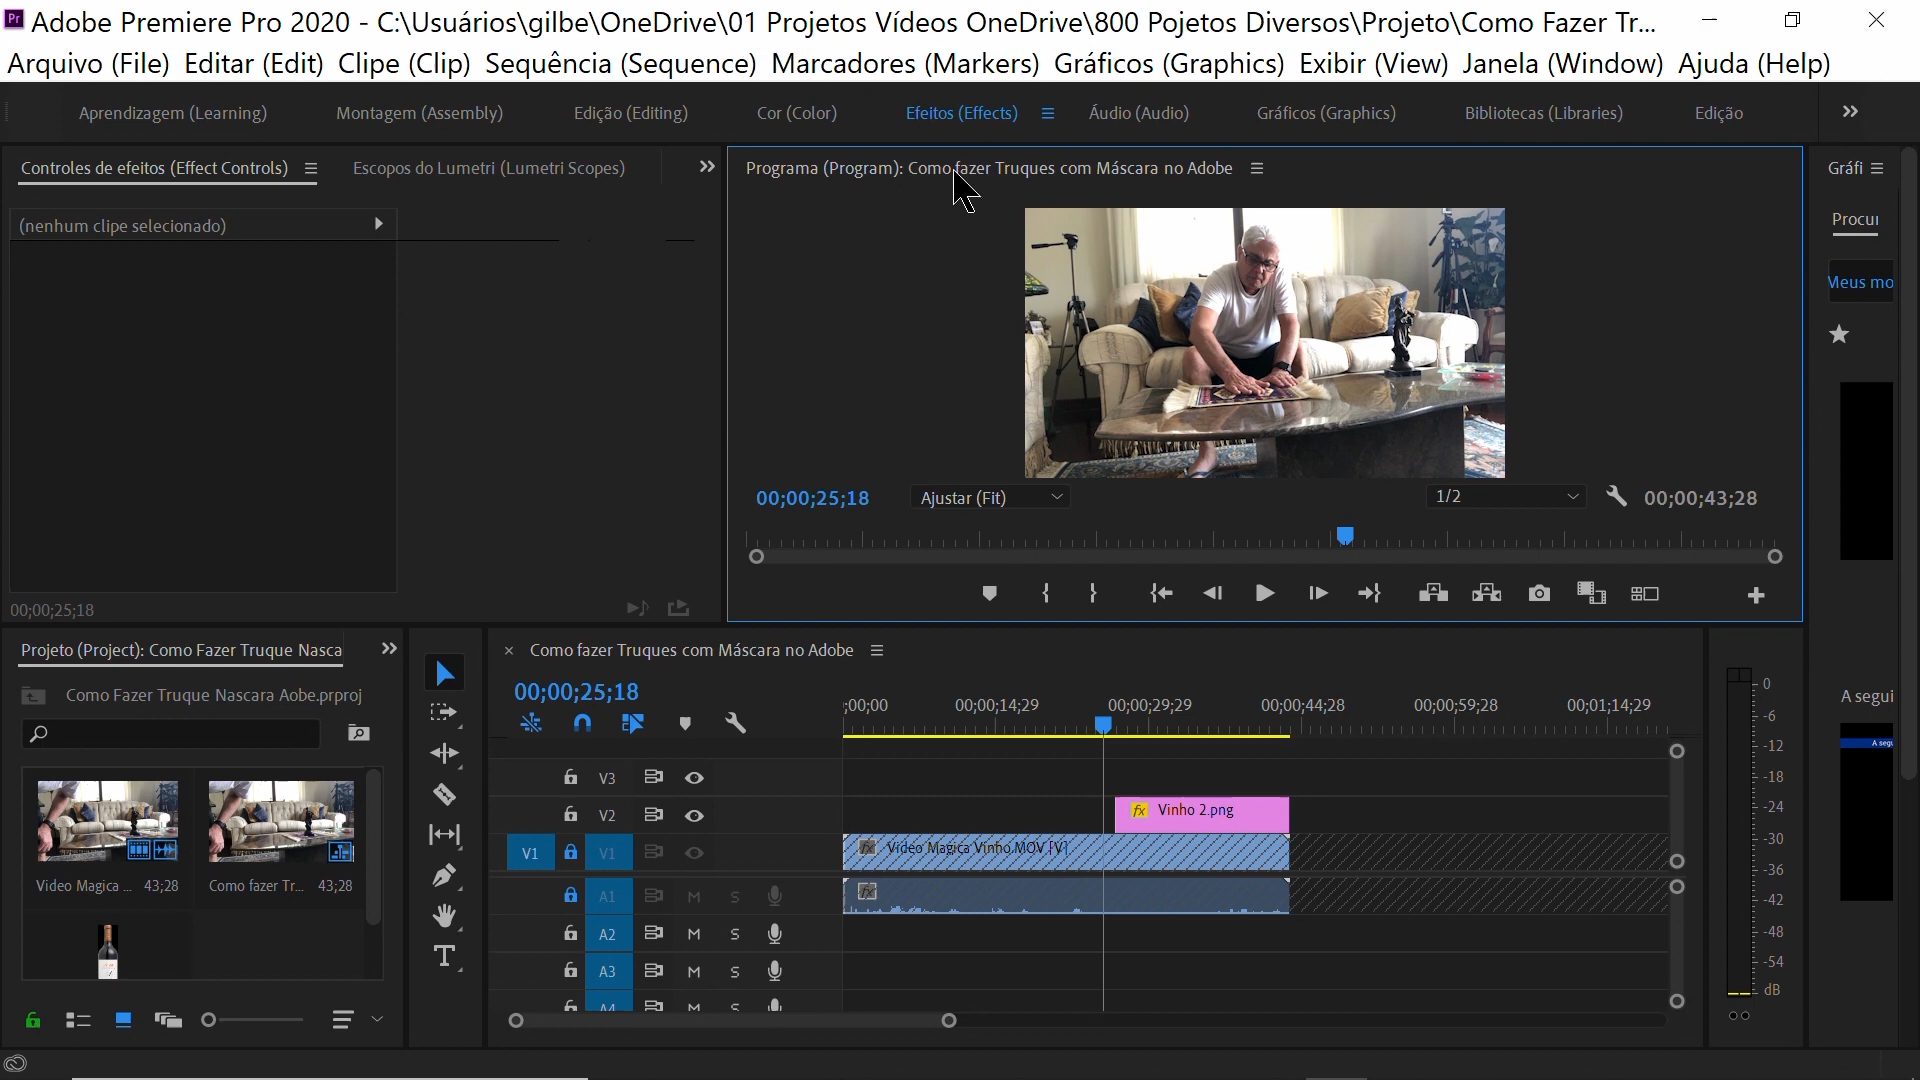 Adobe Premiere Pro 2020 - C:\Usuários\gilbe\OneDrive\01 Projetos Vídeos OneDrive\800 Pojetos Diversos\Projeto\Como Fazer Tr...
Arquivo (File) Editar (Edit) Clipe (Clip) Sequência (Sequence) Marcadores (Markers) Gráficos (Graphics) Exibir (View) Janela (Window) Ajuda (Help)
Aprendizagem (Learning) Montagem (Assembly) Edição (Editing) Cor (Color) Efeitos (Effects) Áudio (Audio) Gráficos (Graphics) Bibliotecas (Libraries) Edição
Controles de efeitos (Effect Controls) Escopos do Lumetri (Lumetri Scopes)
(nenhum clipe selecionado)
00;00;25;18
Programa (Program): Como fazer Truques com Máscara no Adobe
00;00;25;18 Ajustar (Fit) 1/2 00;00;43;28
Gráfi
Procui
Meus mo
A segui
A segu
Projeto (Project): Como Fazer Truque Nasca
Como Fazer Truque Nascara Aobe.prproj
Video Magica ... 43;28 Como fazer Tr... 43;28
Como fazer Truques com Máscara no Adobe
00;00;25;18
;00;00 00;00;14;29 00;00;29;29 00;00;44;28 00;00;59;28 00;01;14;29
V3
V2 fx Vinho 2.png
V1 V1 fx Video Magica Vinho.MOV [V]
A1 M S fx
A2 M S
A3 M S
A4 M S
0
-6
-12
-18
-24
-30
-36
-42
-48
-54
dB